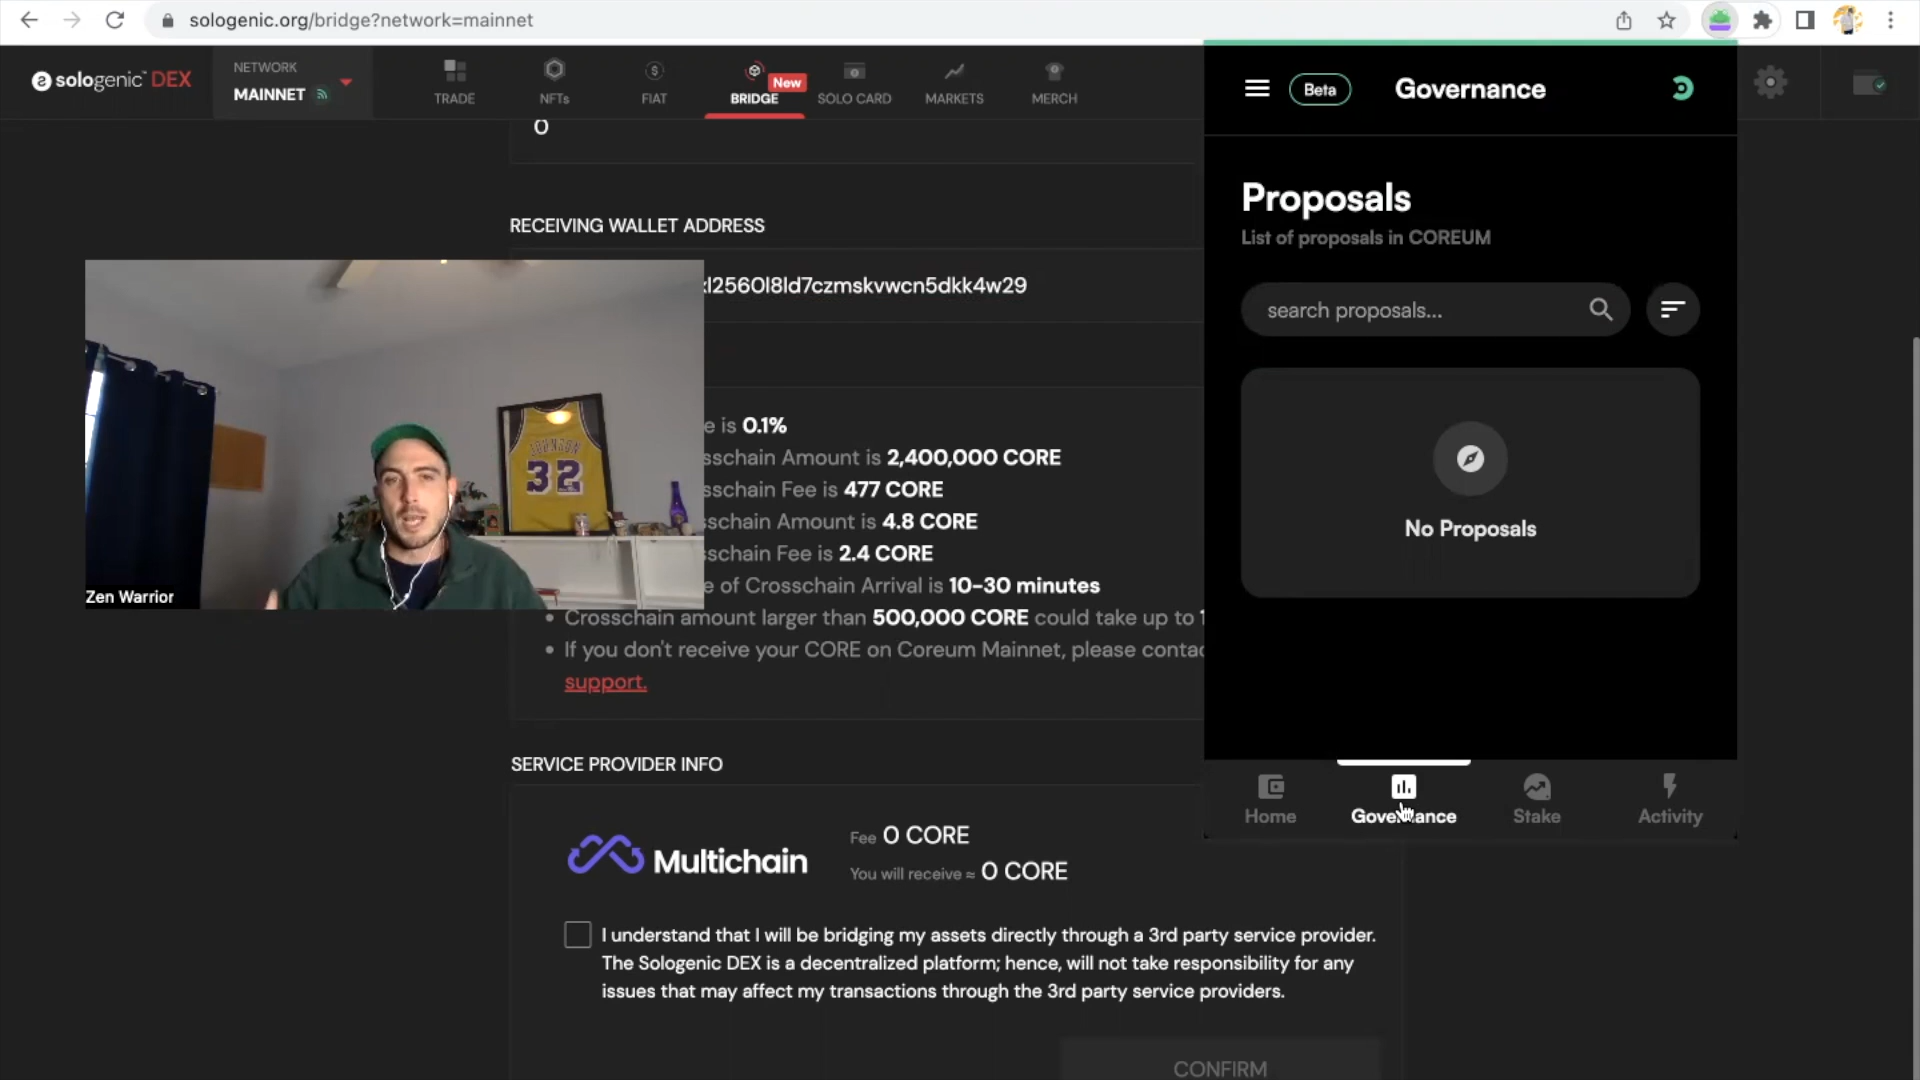 sologenic.org/bridge?network=mainnet
sologenic™ DEX
NETWORK
MAINNET
TRADE
NFTs
FIAT
BRIDGE
New
SOLO CARD
MARKETS
MERCH
0
RECEIVING WALLET ADDRESS
l2560l8ld7czmskvwcn5dkk4w29
e is 0.1%
sschain Amount is 2,400,000 CORE
sschain Fee is 477 CORE
sschain Amount is 4.8 CORE
sschain Fee is 2.4 CORE
e of Crosschain Arrival is 10-30 minutes
• Crosschain amount larger than 500,000 CORE could take up to 1
• If you don't receive your CORE on Coreum Mainnet, please contac
support.
JOHNSON
32
Zen Warrior
SERVICE PROVIDER INFO
Multichain
Fee 0 CORE
You will receive ≈ 0 CORE
I understand that I will be bridging my assets directly through a 3rd party service provider.
The Sologenic DEX is a decentralized platform; hence, will not take responsibility for any
issues that may affect my transactions through the 3rd party service providers.
CONFIRM
Beta
Governance
Proposals
List of proposals in COREUM
search proposals...
No Proposals
Home
Governance
Stake
Activity